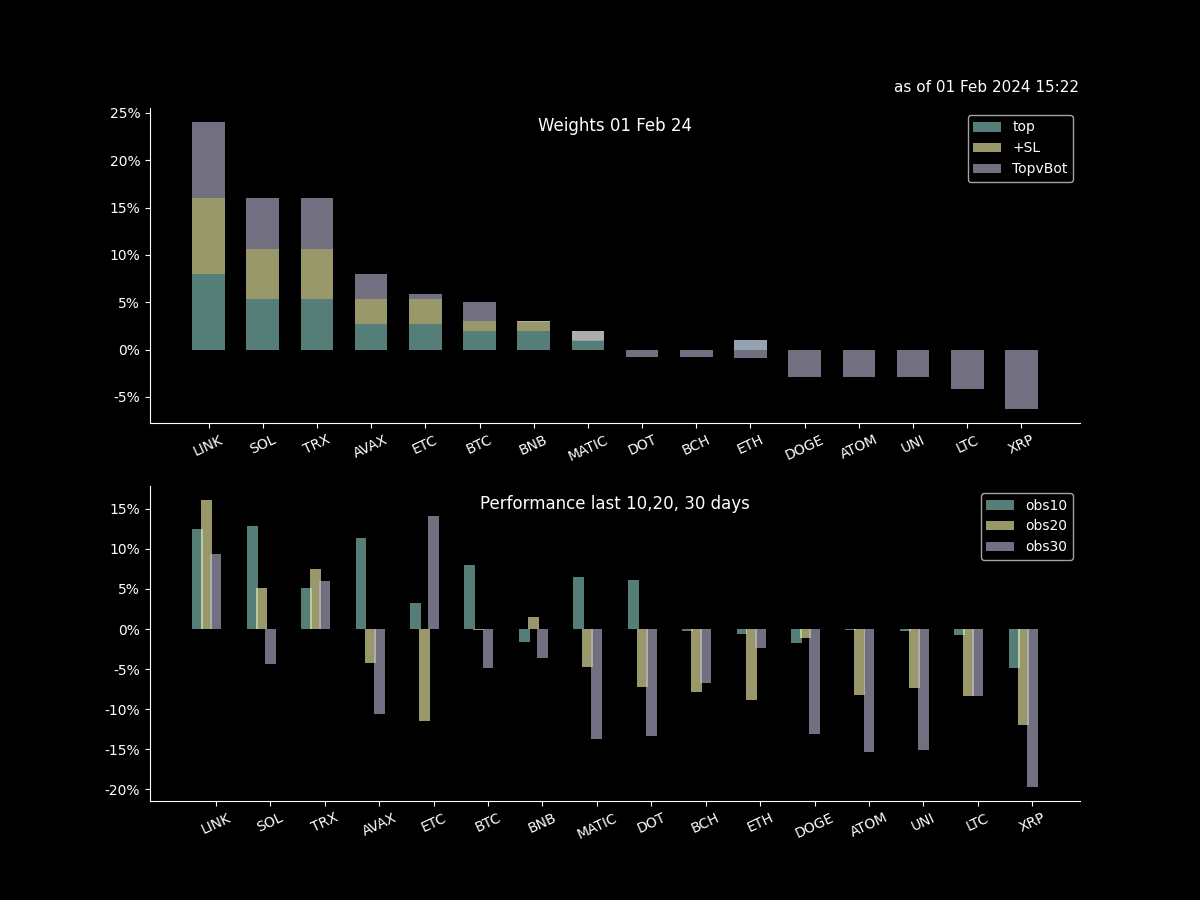 as of 01 Feb 2024 15:22
Weights 01 Feb 24
top
+SL
TopvBot
25%
20%
15%
10%
5%
0%
-5%
LINK SOL TRX AVAX ETC BTC BNB MATIC DOT BCH ETH DOGE ATOM UNI LTC XRP
Performance last 10,20, 30 days
obs10
obs20
obs30
15%
10%
5%
0%
-5%
-10%
-15%
-20%
LINK SOL TRX AVAX ETC BTC BNB MATIC DOT BCH ETH DOGE ATOM UNI LTC XRP